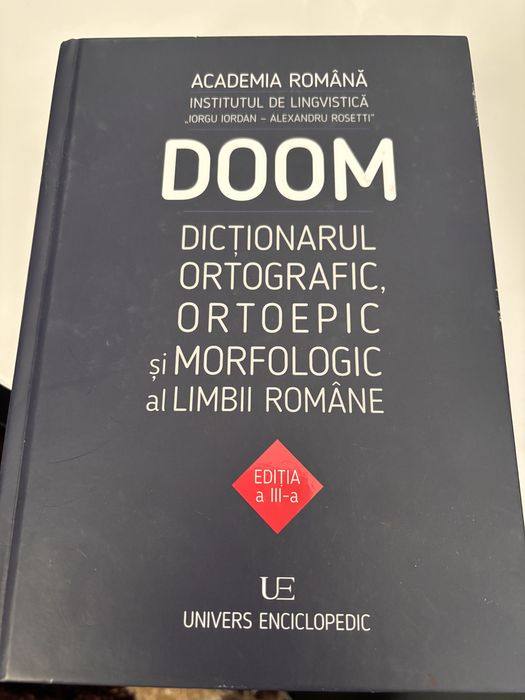 ACADEMIA ROMÂNĂ
INSTITUTUL DE LINGVISTICĂ
„IORGU IORDAN – ALEXANDRU ROSETTI”
DOOM
DICȚIONARUL
ORTOGRAFIC,
ORTOEPIC
și MORFOLOGIC
al LIMBII ROMÂNE
EDIȚIA
a III-a
UE
UNIVERS ENCICLOPEDIC